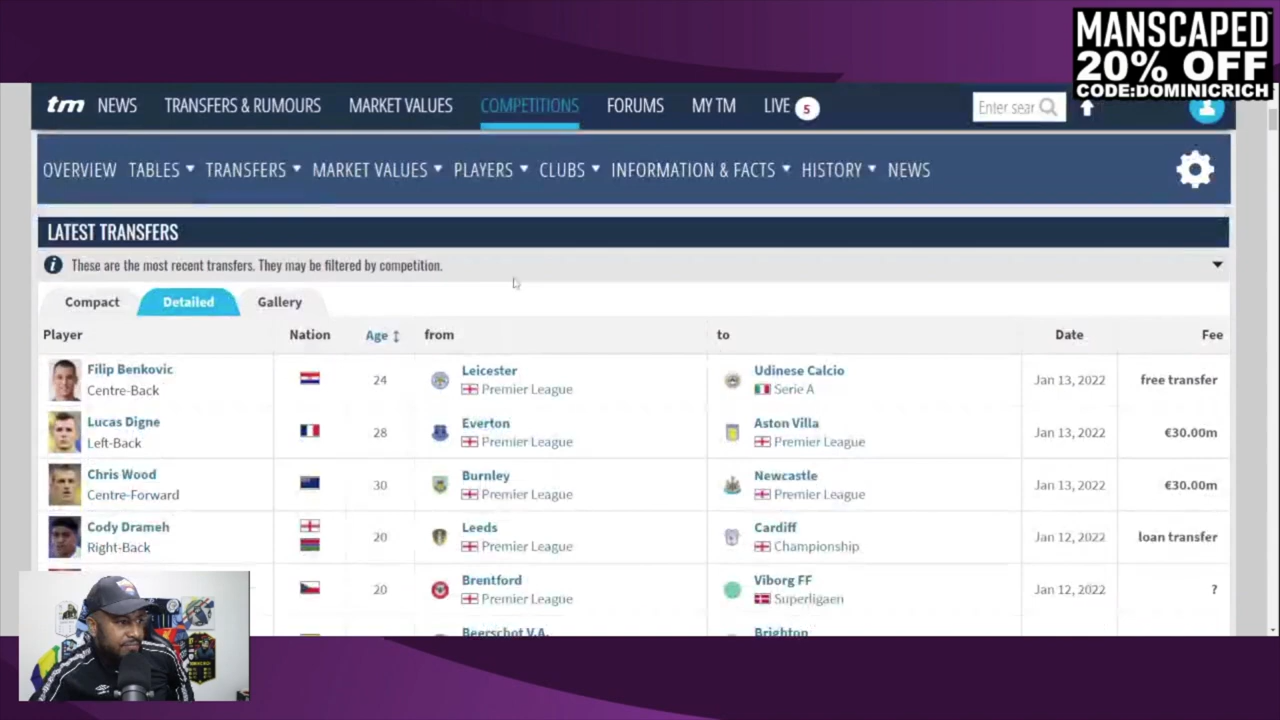 MANSCAPED
20% OFF
CODE:DOMINICRICH
tm NEWS TRANSFERS & RUMOURS MARKET VALUES COMPETITIONS FORUMS MY TM LIVE 5 Enter sear
OVERVIEW TABLES TRANSFERS MARKET VALUES PLAYERS CLUBS INFORMATION & FACTS HISTORY NEWS
LATEST TRANSFERS
These are the most recent transfers. They may be filtered by competition.
Compact Detailed Gallery
Player Nation Age from to Date Fee
Filip Benkovic Leicester Udinese Calcio
Centre-Back 24 Premier League Serie A Jan 13, 2022 free transfer
Lucas Digne Everton Aston Villa
Left-Back 28 Premier League Premier League Jan 13, 2022 €30.00m
Chris Wood Burnley Newcastle
Centre-Forward 30 Premier League Premier League Jan 13, 2022 €30.00m
Cody Drameh Leeds Cardiff
Right-Back 20 Premier League Championship Jan 12, 2022 loan transfer
Brentford Viborg FF
20 Premier League Superligaen Jan 12, 2022 ?
Beerschot V.A. Brighton